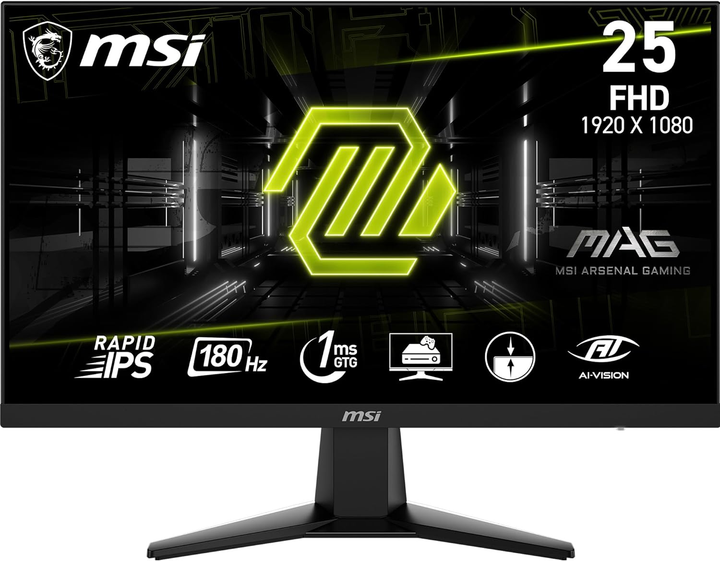 msi
25
FHD
1920 X 1080
MAG
MSI ARSENAL GAMING
RAPID
IPS
180 Hz
1ms
GTG
AI
AI-VISION
msi